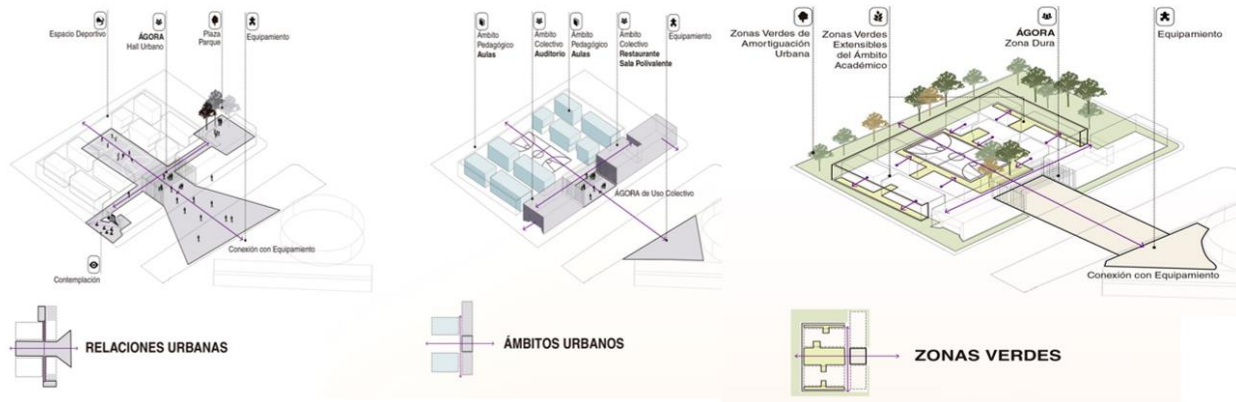 Espacio Deportivo
ÁGORA
Hall Urbano
Plaza
Parque
Equipamiento
Conexión con Equipamiento
Contemplación
RELACIONES URBANAS
Ámbito
Pedagógico
Aulas
Ámbito
Colectivo
Auditorio
Ámbito
Pedagógico
Aulas
Ámbito
Colectivo
Restaurante
Sala Polivalente
Equipamiento
ÁGORA de Uso Colectivo
ÁMBITOS URBANOS
Zonas Verdes de
Amortiguación
Urbana
Zonas Verdes
Extensibles
del Ámbito
Académico
ÁGORA
Zona Dura
Equipamiento
Conexión con Equipamiento
ZONAS VERDES